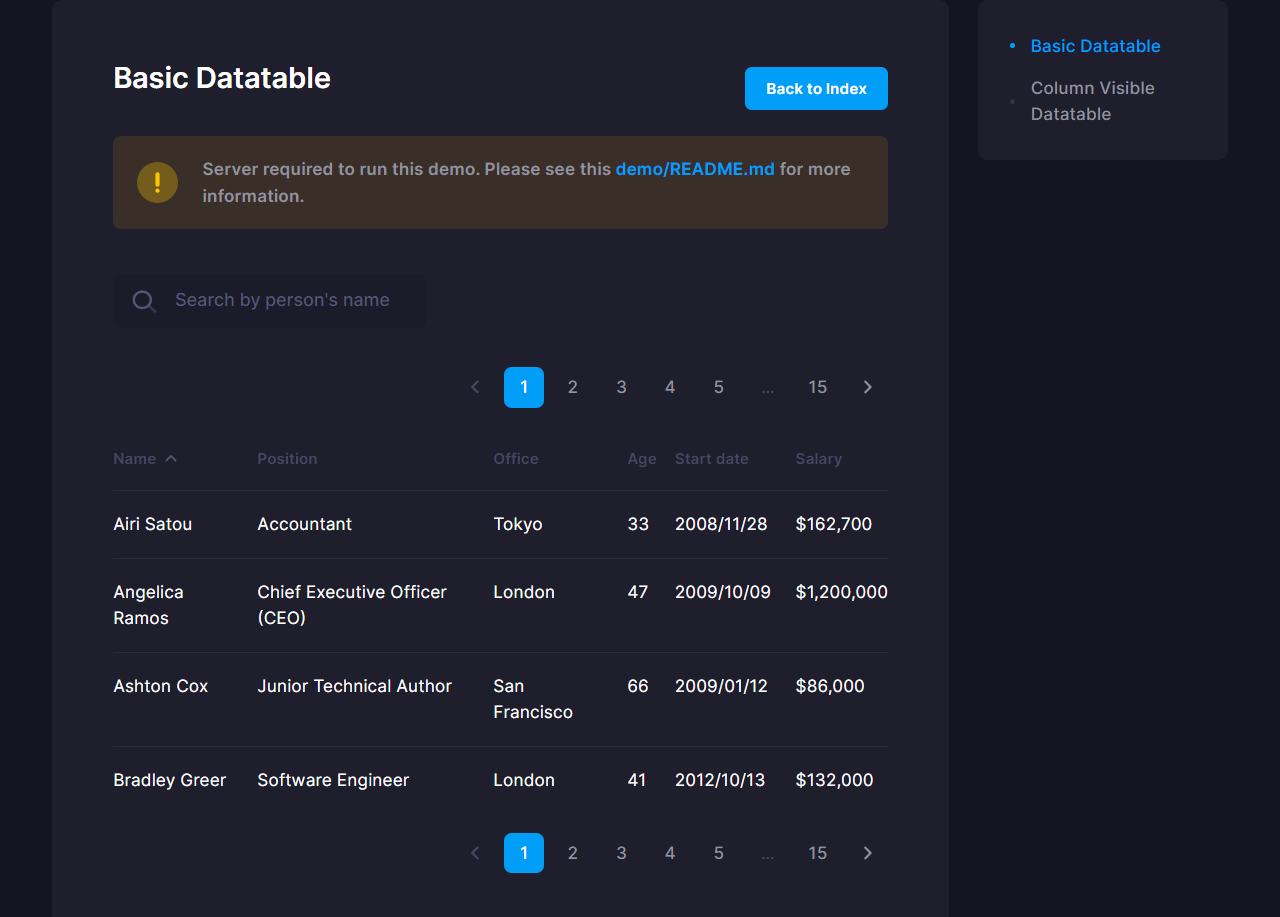 Basic Datatable
Back to Index
Server required to run this demo. Please see this demo/README.md for more
information.
Search by person's name
1 2 3 4 5 ... 15
Name Position Office Age Start date Salary
Airi Satou Accountant Tokyo 33 2008/11/28 $162,700
Angelica Chief Executive Officer London 47 2009/10/09 $1,200,000
Ramos (CEO)
Ashton Cox Junior Technical Author San 66 2009/01/12 $86,000
Francisco
Bradley Greer Software Engineer London 41 2012/10/13 $132,000
1 2 3 4 5 ... 15
Basic Datatable
Column Visible
Datatable